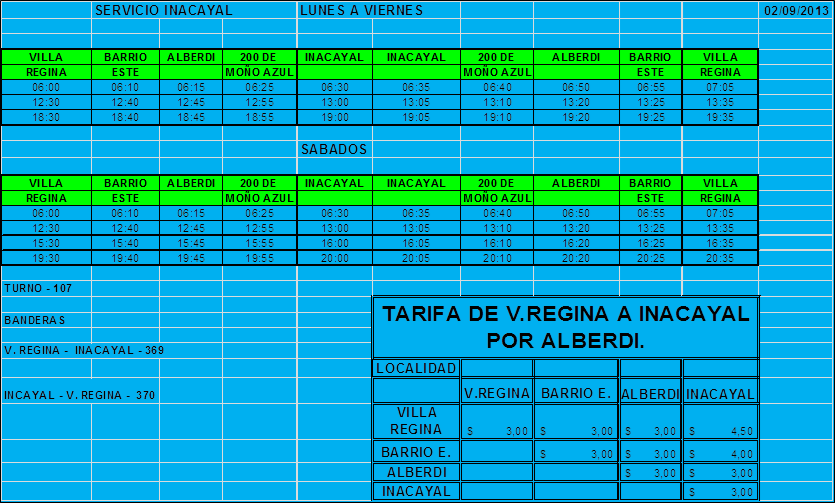 SERVICIO INACAYAL LUNES A VIERNES 02/09/2013
VILLA BARRIO ALBERDI 200 DE INACAYAL INACAYAL 200 DE ALBERDI BARRIO VILLA
REGINA ESTE MOÑO AZUL MOÑO AZUL ESTE REGINA
06:00 06:10 06:15 06:25 06:30 06:35 06:40 06:50 06:55 07:05
12:30 12:40 12:45 12:55 13:00 13:05 13:10 13:20 13:25 13:35
18:30 18:40 18:45 18:55 19:00 19:05 19:10 19:20 19:25 19:35
SABADOS
VILLA BARRIO ALBERDI 200 DE INACAYAL INACAYAL 200 DE ALBERDI BARRIO VILLA
REGINA ESTE MOÑO AZUL MOÑO AZUL ESTE REGINA
06:00 06:10 06:15 06:25 06:30 06:35 06:40 06:50 06:55 07:05
12:30 12:40 12:45 12:55 13:00 13:05 13:10 13:20 13:25 13:35
15:30 15:40 15:45 15:55 16:00 16:05 16:10 16:20 16:25 16:35
19:30 19:40 19:45 19:55 20:00 20:05 20:10 20:20 20:25 20:35
TURNO - 107
BANDERAS
V. REGINA - INACAYAL - 369
INCAYAL - V. REGINA - 370
TARIFA DE V.REGINA A INACAYAL
POR ALBERDI.
LOCALIDAD
V.REGINA BARRIO E. ALBERDI INACAYAL
VILLA
REGINA $ 3,00 $ 3,00 $ 3,00 $ 4,50
BARRIO E. $ 3,00 $ 3,00 $ 4,00
ALBERDI $ 3,00 $ 3,00
INACAYAL $ 3,00